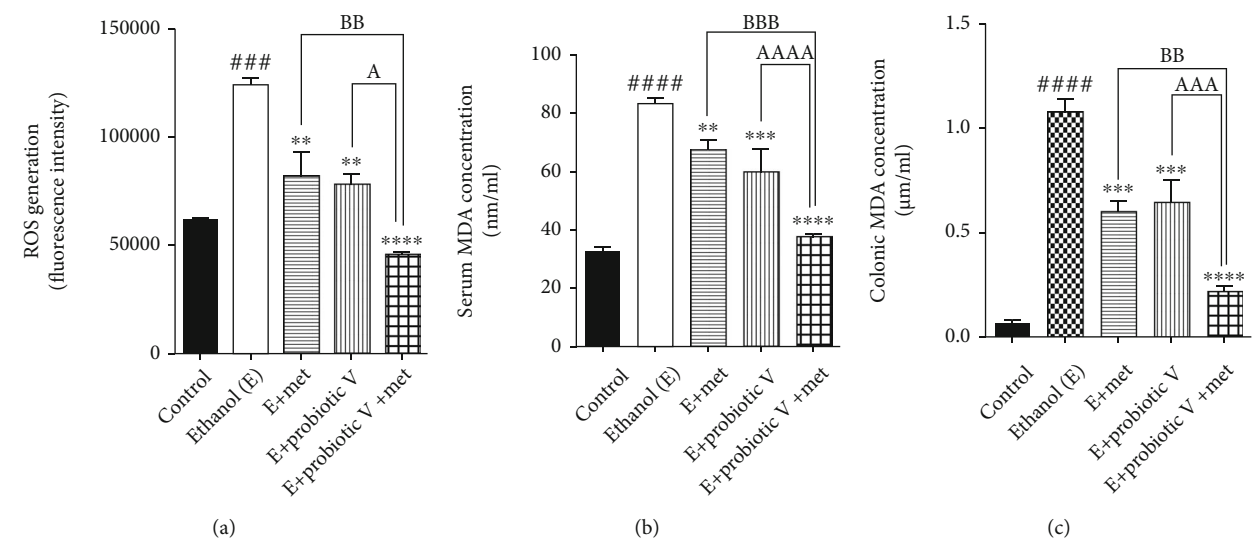 (a)
ROS generation
(fluorescence intensity)
150000
100000
50000
0
###
**
**
****
BB
A
Control
Ethanol (E)
E+met
E+probiotic V
E+probiotic V +met
(b)
Serum MDA concentration
(nm/ml)
100
80
60
40
20
0
####
**
***
****
BBB
AAAA
Control
Ethanol (E)
E+met
E+probiotic V
E+probiotic V +met
(c)
Colonic MDA concentration
(μm/ml)
1.5
1.0
0.5
0.0
####
***
***
****
BB
AAA
Control
Ethanol (E)
E+met
E+probiotic V
E+probiotic V +met